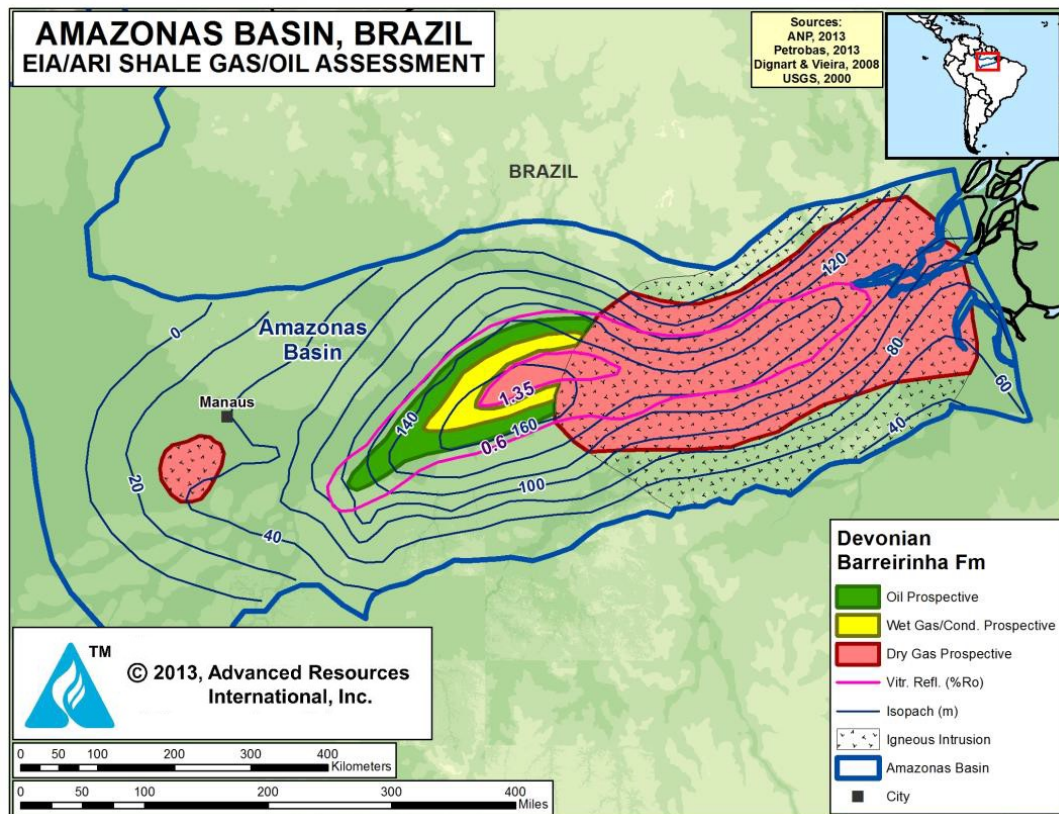 AMAZONAS BASIN, BRAZIL
EIA/ARI SHALE GAS/OIL ASSESSMENT
Sources:
ANP, 2013
Petrobas, 2013
Dignart & Vieira, 2008
USGS, 2000
BRAZIL
120
0
Amazonas
Basin
80
60
Manaus
1.35
140
160
0.6
40
20
100
40
Devonian
Barreirinha Fm
Oil Prospective
Wet Gas/Cond. Prospective
Dry Gas Prospective
Vitr. Refl. (%Ro)
Isopach (m)
Igneous Intrusion
Amazonas Basin
City
TM
© 2013, Advanced Resources
International, Inc.
0 50 100 200 300 400
Kilometers
0 50 100 200 300 400
Miles